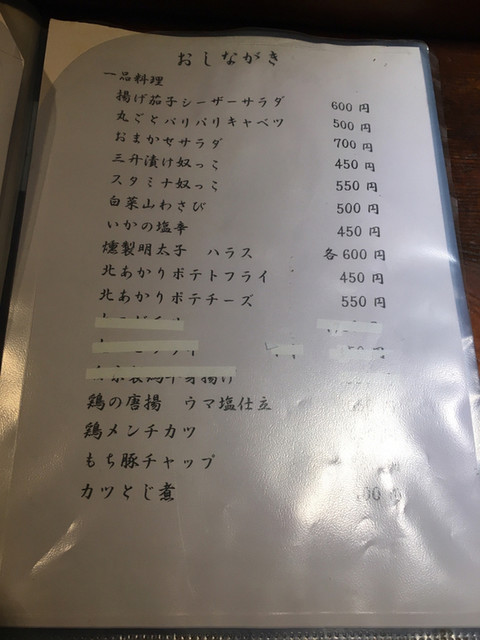 おしながき
一品料理
揚げ茄子シーザーサラダ 600円
丸ごとバリバリキャベツ 500円
おまかせサラダ 700円
三升漬け奴っこ 450円
スタミナ奴っこ 550円
白菜山わさび 500円
いかの塩辛 450円
燻製明太子 ハラス 各600円
北あかりポテトフライ 450円
北あかりポテチーズ 550円
鶏の唐揚 ウマ塩仕立
鶏メンチカツ
もち豚チャップ
カツとじ煮